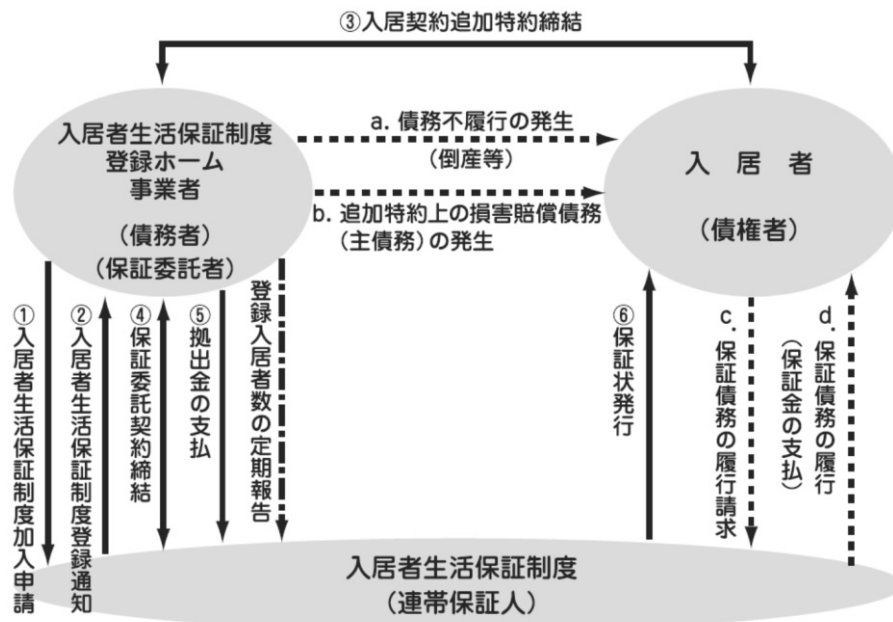 ③入居契約追加特約締結
入居者生活保証制度
登録ホーム
事業者
(債務者)
(保証委託者)
a. 債務不履行の発生
(倒産等)
b. 追加特約上の損害賠償債務
(主債務)の発生
入 居 者
(債権者)
①入居者生活保証制度加入申請
②入居者生活保証制度登録通知
④保証委託契約締結
⑤拠出金の支払
登録入居者数の定期報告
⑥保証状発行
c. 保証債務の履行請求
d. 保証債務の履行
(保証金の支払)
入居者生活保証制度
(連帯保証人)